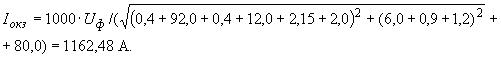 Iокз = 1000· Uф /(√(0,4 + 92,0 + 0,4 + 12,0 + 2,15 + 2,0)² + (6,0 + 0,9 + 1,2)² +
+ 80,0) = 1162,48 А.